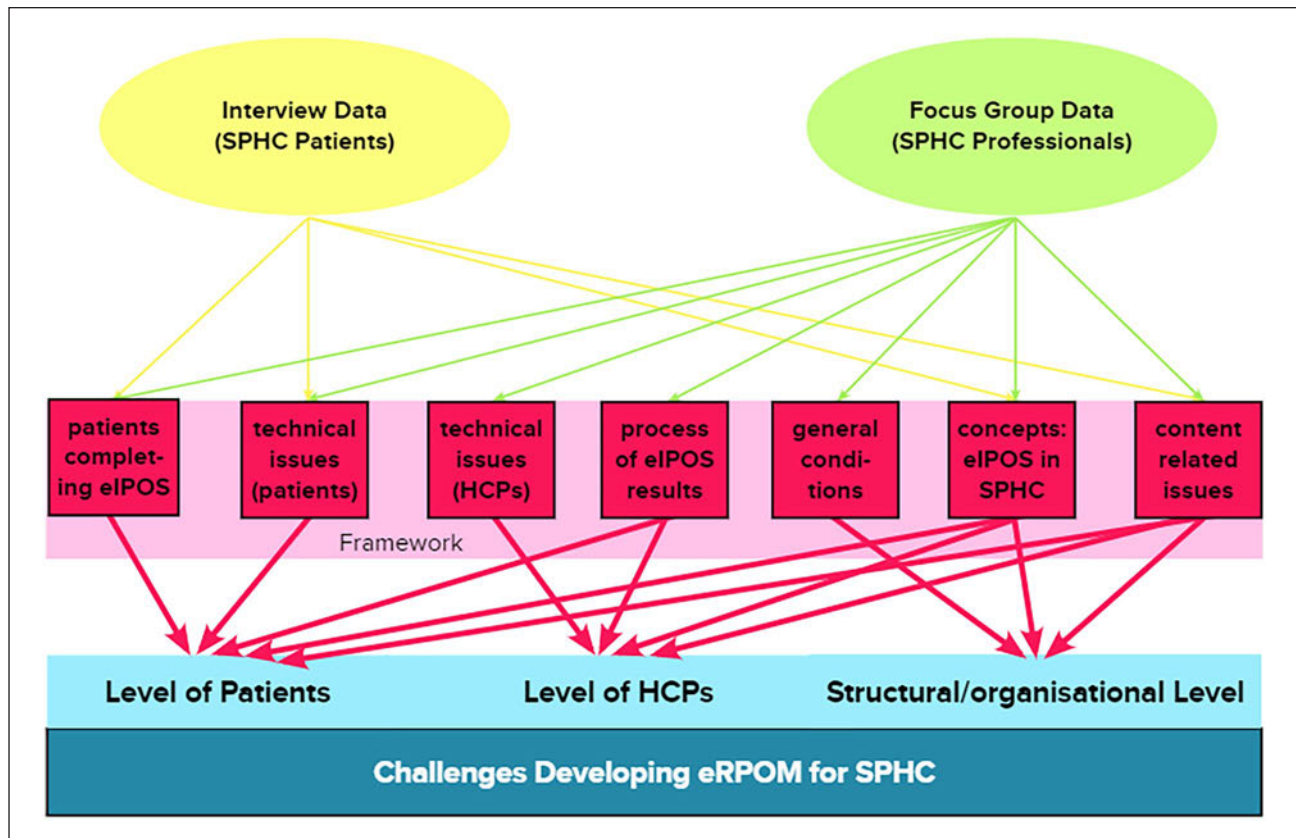 Interview Data
(SPHC Patients)
Focus Group Data
(SPHC Professionals)
patients
complet-
ing eIPOS
technical
issues
(patients)
technical
issues
(HCPs)
process
of eIPOS
results
general
condi-
tions
concepts:
eIPOS in
SPHC
content
related
issues
Framework
Level of Patients
Level of HCPs
Structural/organisational Level
Challenges Developing eRPOM for SPHC